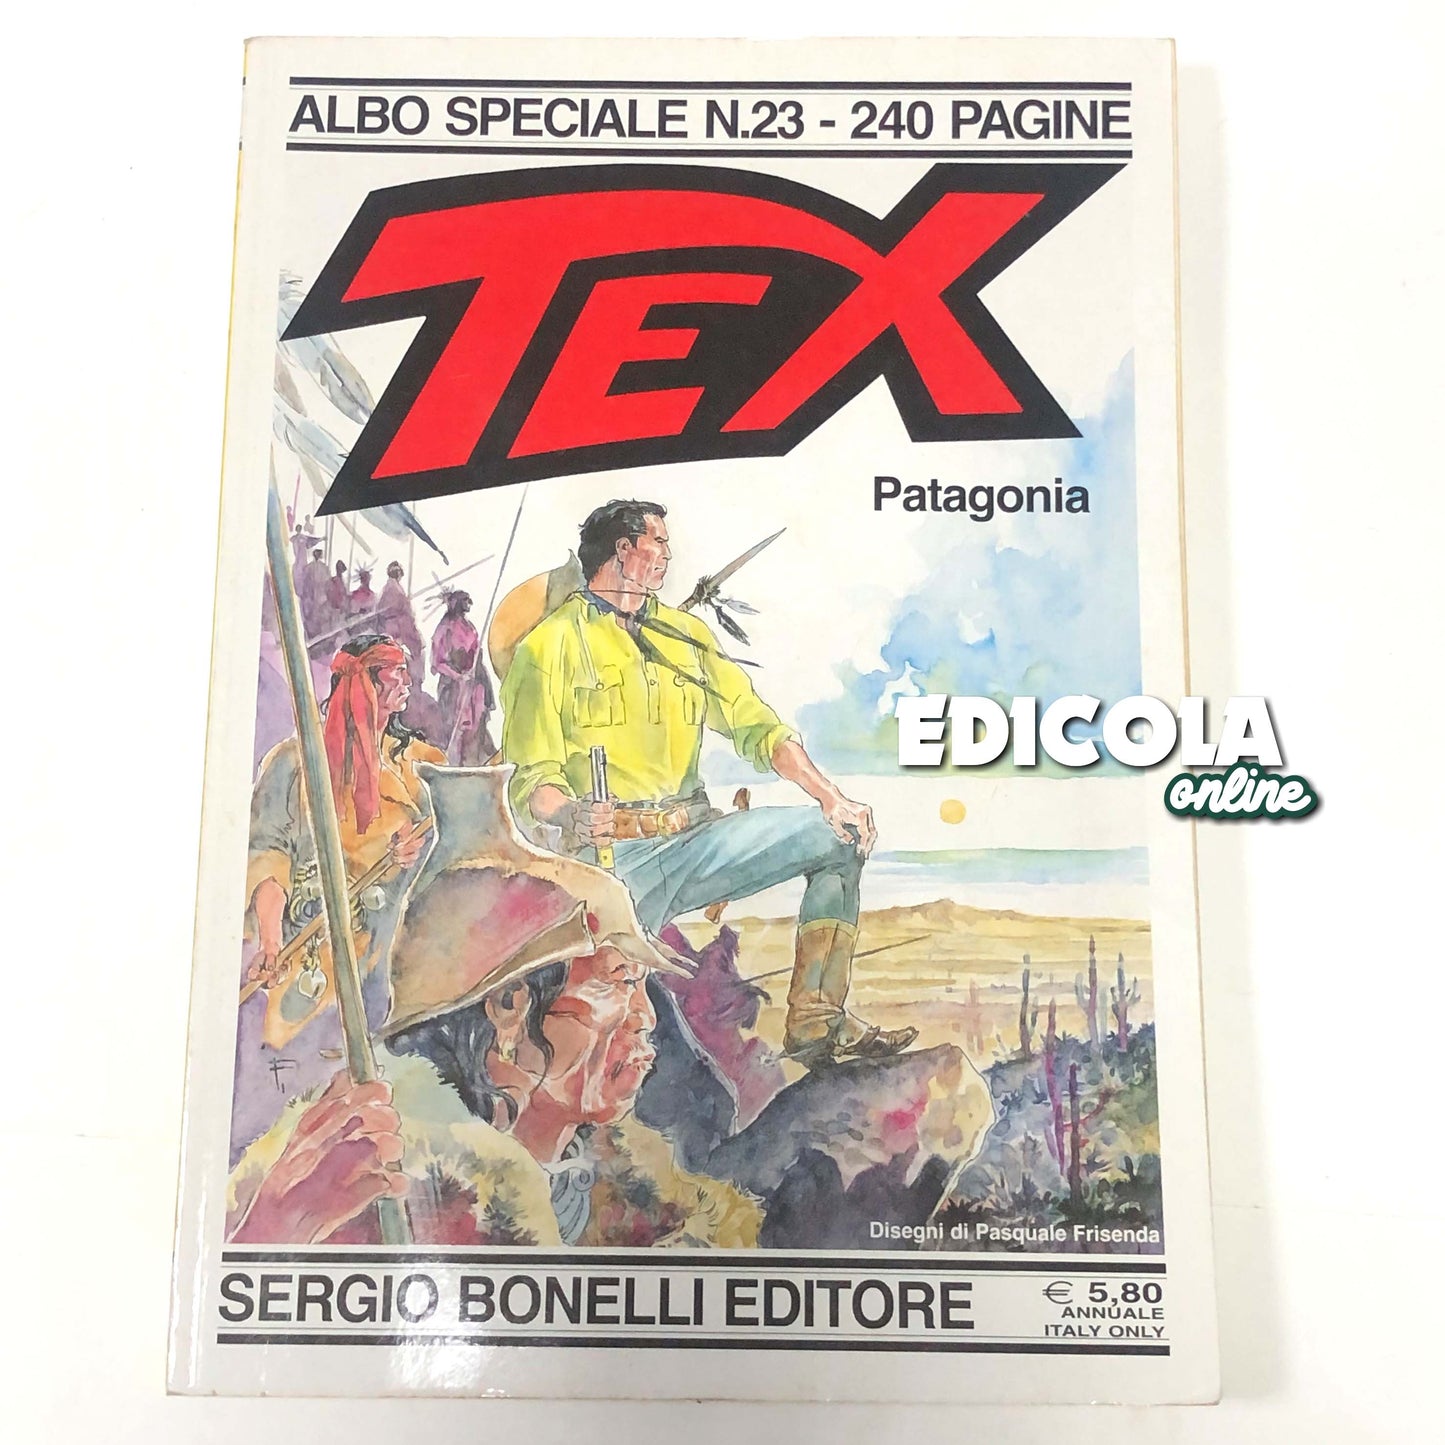 ALBO SPECIALE N.23 - 240 PAGINE
TEX
Patagonia
EDICOLA
online
Disegni di Pasquale Frisenda
SERGIO BONELLI EDITORE
€ 5,80
ANNUALE
ITALY ONLY